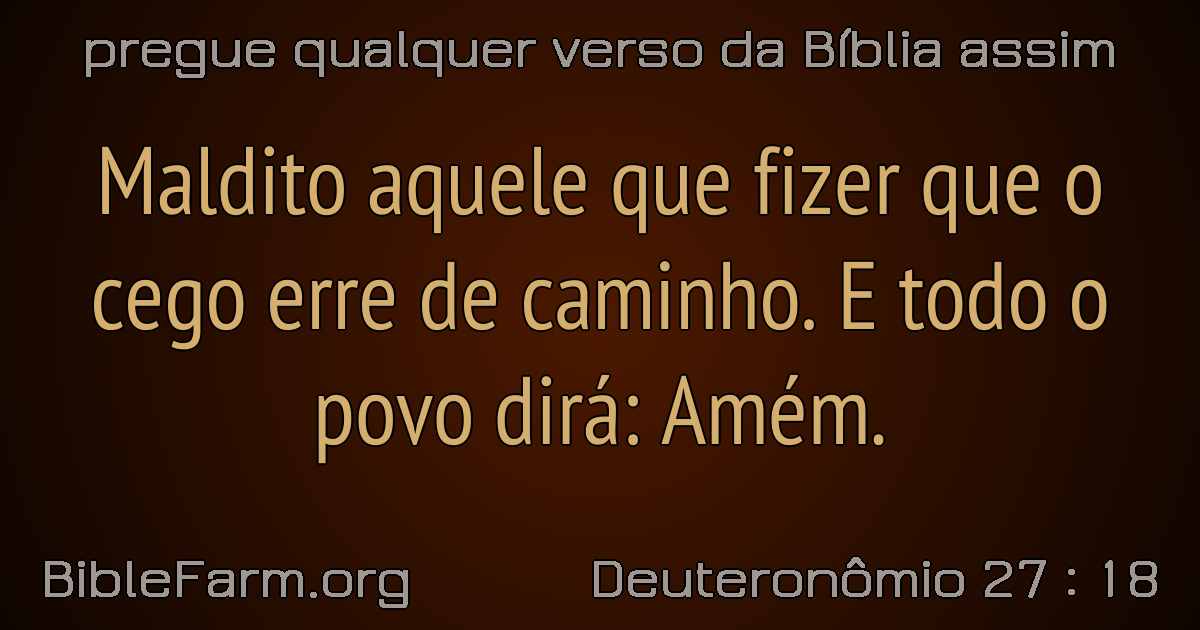 pregue qualquer verso da Bíblia assim
Maldito aquele que fizer que o
cego erre de caminho. E todo o
povo dirá: Amém.
BibleFarm.org
Deuteronômio 27 : 18